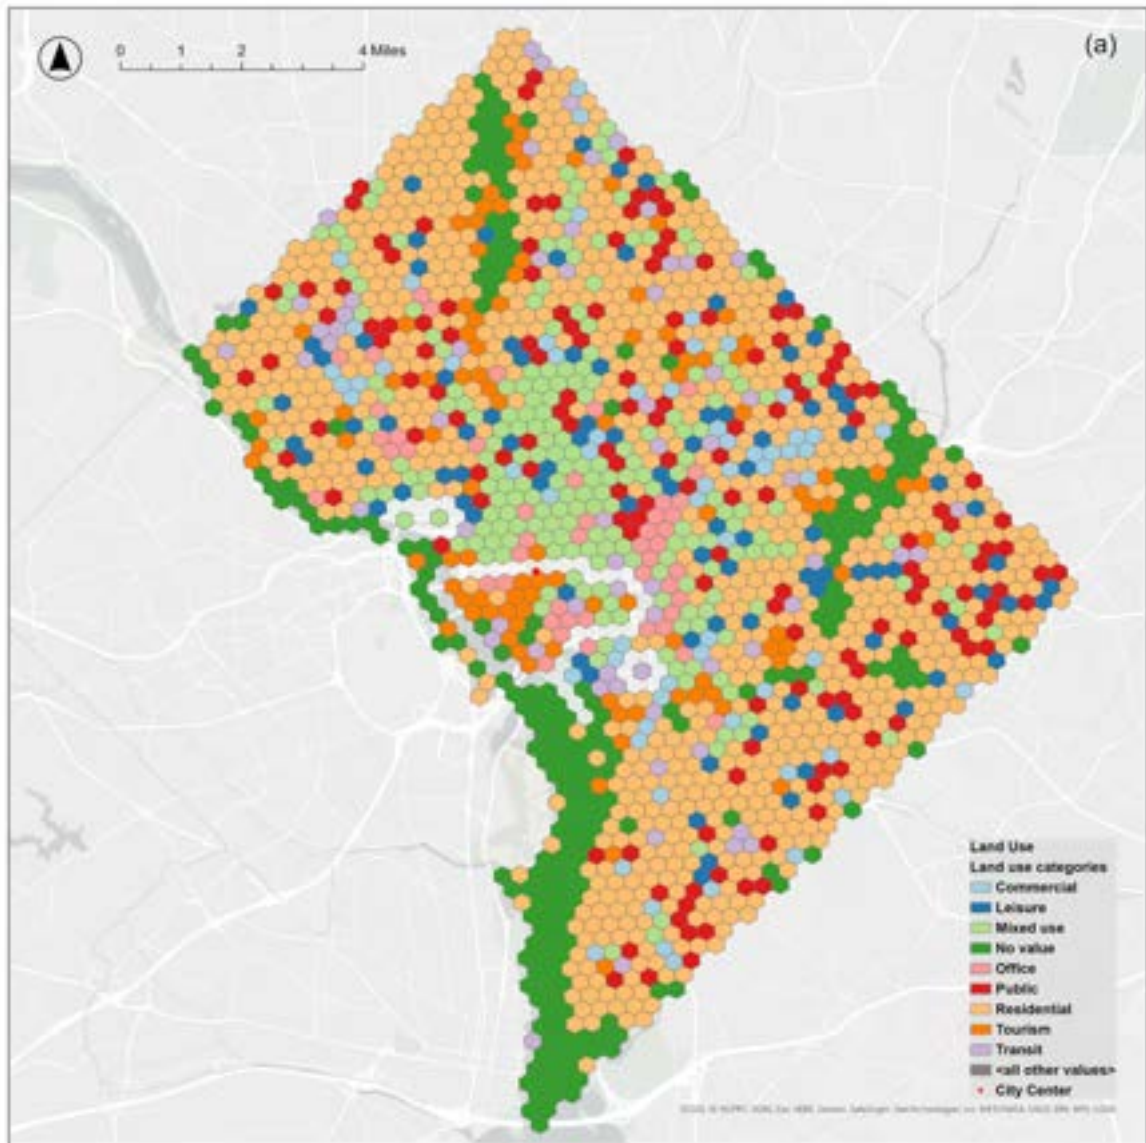 (a)
0 1 2 4 Miles
Land Use
Land use categories
Commercial
Leisure
Mixed use
No value
Office
Public
Residential
Tourism
Transit
<all other values>
City Center